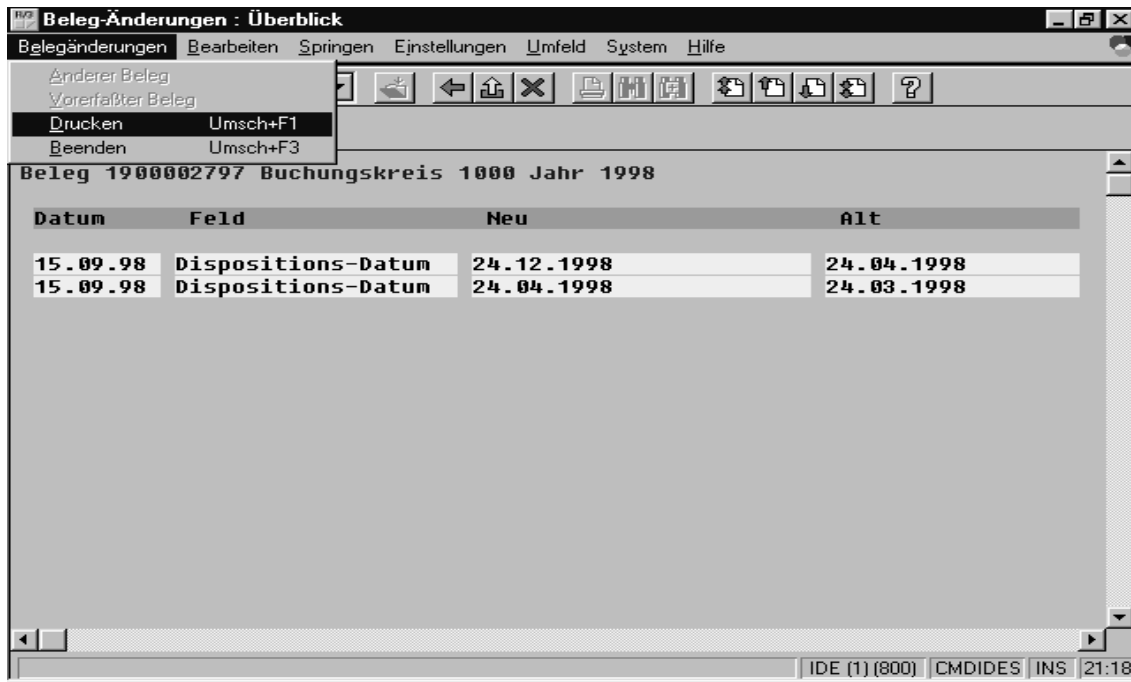 Beleg-Änderungen : Überblick
Belegänderungen Bearbeiten Springen Einstellungen Umfeld System Hilfe
Anderer Beleg
Vorerfaßter Beleg
Drucken Umsch+F1
Beenden Umsch+F3
Beleg 1900002797 Buchungskreis 1000 Jahr 1998
Datum Feld Neu Alt
15.09.98 Dispositions-Datum 24.12.1998 24.04.1998
15.09.98 Dispositions-Datum 24.04.1998 24.03.1998
IDE (1) (800) CMDIDES INS 21:18